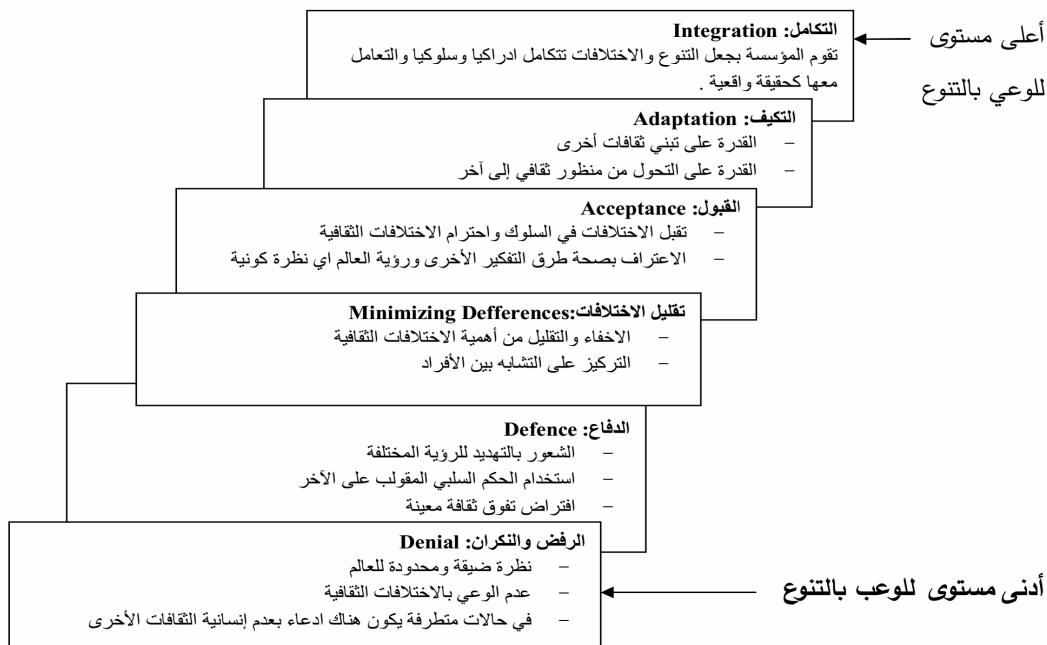 التكامل: Integration
تقوم المؤسسة بجعل التنوع والاختلافات تتكامل ادراكيا وسلوكيا والتعامل
معها كحقيقة واقعية .
أعلى مستوى
للوعي بالتنوع
التكيف: Adaptation
– القدرة على تبني ثقافات أخرى
– القدرة على التحول من منظور ثقافي إلى آخر
القبول: Acceptance
– تقبل الاختلافات في السلوك واحترام الاختلافات الثقافية
– الاعتراف بصحة طرق التفكير الأخرى ورؤية العالم اي نظرة كونية
تقليل الاختلافات:Minimizing Defferences
– الاخفاء والتقليل من أهمية الاختلافات الثقافية
– التركيز على التشابه بين الأفراد
الدفاع: Defence
– الشعور بالتهديد للرؤية المختلفة
– استخدام الحكم السلبي المقولب على الآخر
– افتراض تفوق ثقافة معينة
الرفض والنكران: Denial
– نظرة ضيقة ومحدودة للعالم
– عدم الوعي بالاختلافات الثقافية
– في حالات متطرفة يكون هناك ادعاء بعدم إنسانية الثقافات الأخرى
أدنى مستوى للوعب بالتنوع